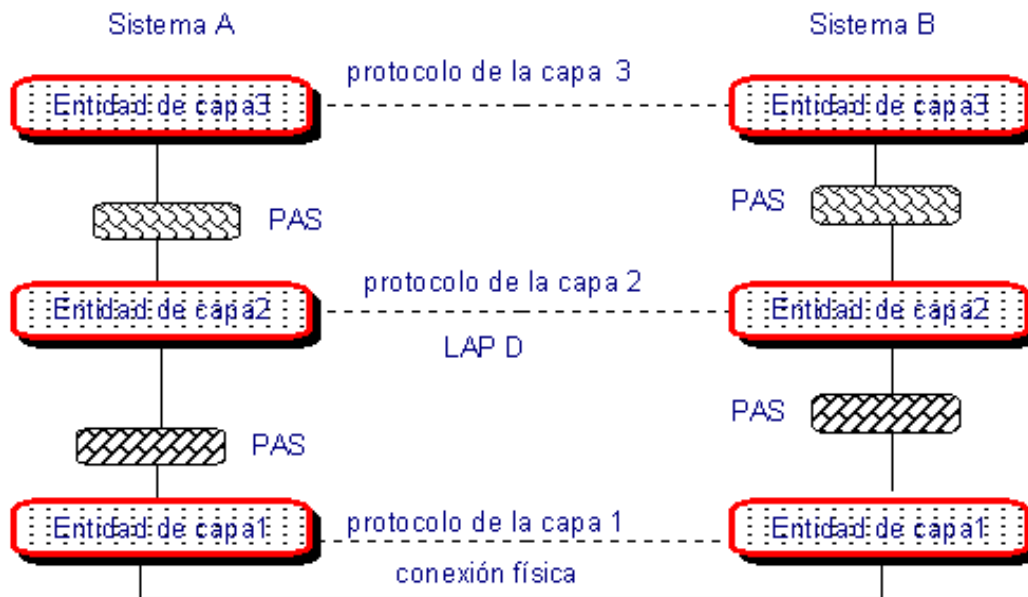 Sistema A
Sistema B
protocolo de la capa 3
Entidad de capa3
Entidad de capa3
PAS
PAS
protocolo de la capa 2
Entidad de capa2
Entidad de capa2
LAP D
PAS
PAS
Entidad de capa1
protocolo de la capa 1
Entidad de capa1
conexión física